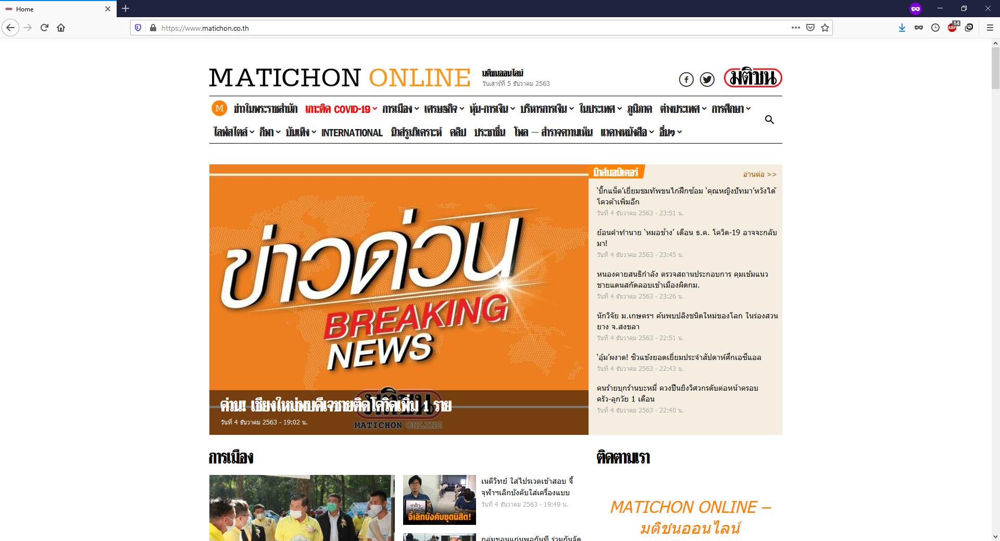 Home
https://www.matichon.co.th
14
ABP
MATICHON ONLINE
มติชนออนไลน์
วันเสาร์ที่ 5 ธันวาคม 2563
มติชน
M ข่าวในพระราชสำนัก เกาะติด COVID-19 การเมือง เศรษฐกิจ หุ้น-การเงิน บริหารการเงิน ในประเทศ ภูมิภาค ต่างประเทศ การศึกษา
ไลฟ์สไตล์ กีฬา บันเทิง INTERNATIONAL นิวส์รูมวิเคราะห์ คลิป ประชาชื่น โพล – สำรวจความเห็น แวดวงหนังสือ อื่นๆ
ข่าวด่วน
BREAKING
NEWS
ด่วน! เชียงใหม่พบดีเจชายติดโควิดเพิ่ม 1 ราย
วันที่ 4 ธันวาคม 2563 - 19:02 น.
มติชน
MATICHON ONLINE
นิวส์มอนิเตอร์
อ่านต่อ >>
‘บิ๊กแน็ต’เยี่ยมชมทัพขนไก่ฝึกซ้อม ‘คุณหญิงปัทมา’หวังได้
โควต้าเพิ่มอีก
วันที่ 4 ธันวาคม 2563 - 23:51 น.
ย้อนคำทำนาย ‘หมอช้าง’ เดือน ธ.ค. โควิด-19 อาจจะกลับ
มา!
วันที่ 4 ธันวาคม 2563 - 23:45 น.
หนองคายสนธิกำลัง ตรวจสถานประกอบการ คุมเข้มแนว
ชายแดนสกัดลอบเข้าเมืองผิดกม.
วันที่ 4 ธันวาคม 2563 - 23:26 น.
นักวิจัย ม.เกษตรฯ ค้นพบปลิงชนิดใหม่ของโลก ในร่องสวน
ยาง จ.สงขลา
วันที่ 4 ธันวาคม 2563 - 22:51 น.
‘อุ้ม’ผงาด! ซิวแข้งยอดเยี่ยมประจำสัปดาห์ศึกเอซีแอล
วันที่ 4 ธันวาคม 2563 - 22:43 น.
คนร้ายบุกร้านบะหมี่ ควงปืนยิงวิศวกรดับต่อหน้าครอบ
ครัว-ลูกวัย 1 เดือน
วันที่ 4 ธันวาคม 2563 - 22:40 น.
การเมือง
จี้เลิกบังคับชุดนิสิต!
เนติวิทย์ ใส่ไปรเวตเข้าสอบ จี้
จุฬาฯเลิกบังคับใส่เครื่องแบบ
วันที่ 4 ธันวาคม 2563 - 19:49 น.
กลุ่มขอนแก่นพอกันที ร่วมกันจัด
ติดตามเรา
MATICHON ONLINE –
มติชนออนไลน์